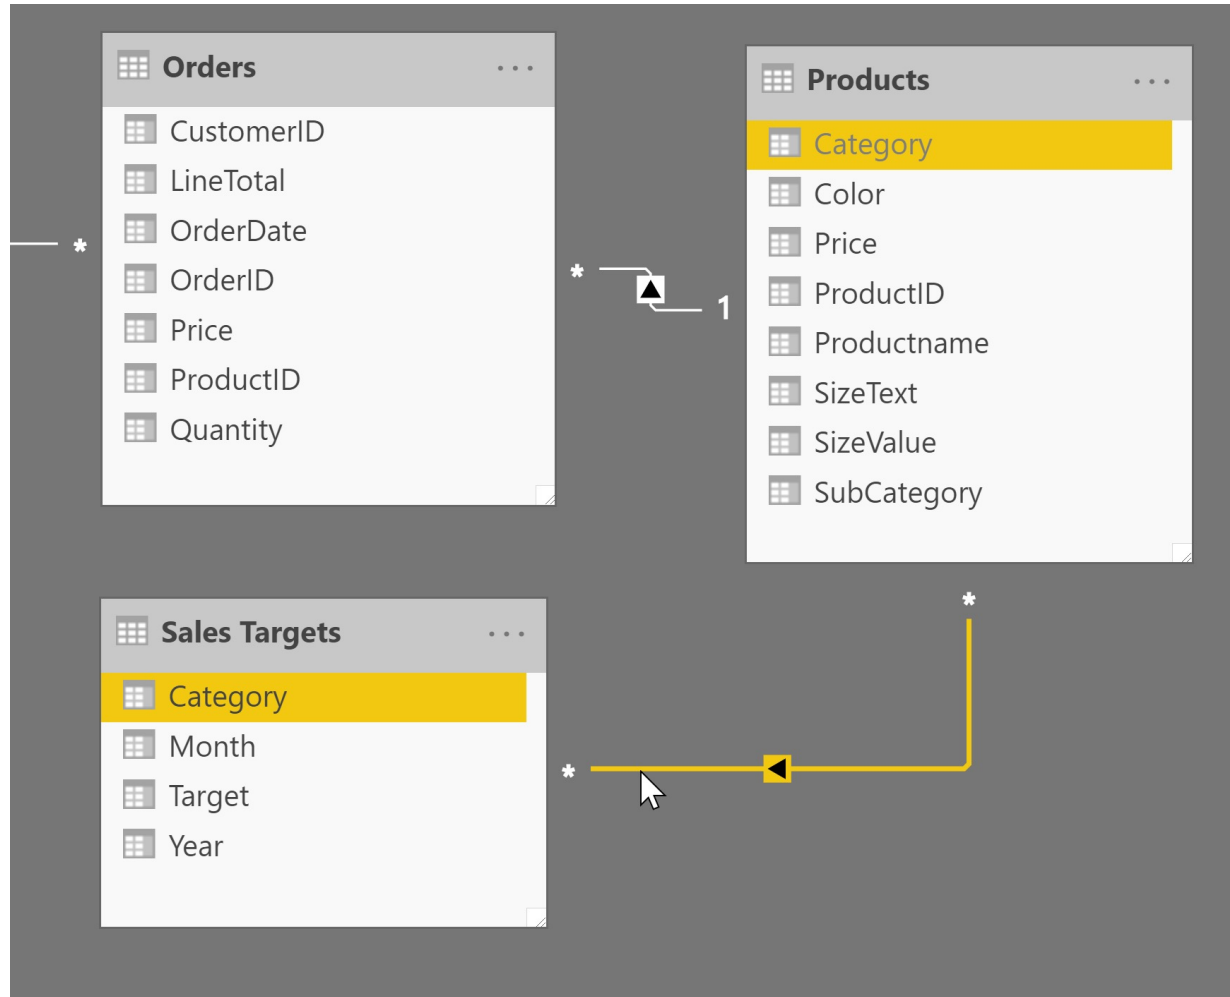 Orders
...
CustomerID
LineTotal
OrderDate
OrderID
Price
ProductID
Quantity
*
*
1
Products
...
Category
Color
Price
ProductID
Productname
SizeText
SizeValue
SubCategory
*
Sales Targets
...
Category
Month
Target
Year
*